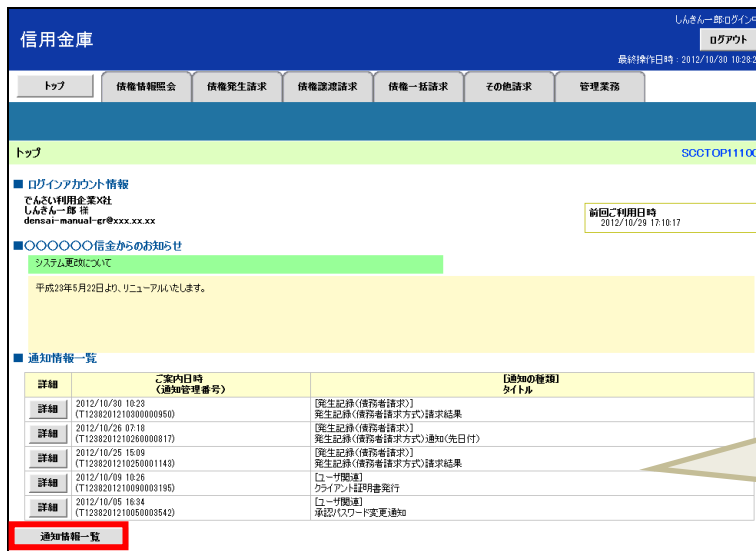 しんきん一郎:ログイン中
信用金庫
ログアウト
最終操作日時:2012/10/30 10:28:2
トップ 債権情報照会 債権発生請求 債権譲渡請求 債権一括請求 その他請求 管理業務
トップ SCCTOP11100
■ ログインアカウント情報
でんさい利用企業X社
しんきん一郎 様
densai-manual-gr@xxx.xx.xx
前回ご利用日時
2012/10/29 17:10:17
■〇〇〇〇〇〇信金からのお知らせ
システム更改について
平成23年5月22日より、リニューアルいたします。
■ 通知情報一覧
詳細 ご案内日時 [通知の種類]
(通知管理番号) タイトル
詳細 2012/10/30 10:23 [発生記録(債務者請求)]
(T1238201210300000950) 発生記録(債務者請求方式)請求結果
詳細 2012/10/26 07:18 [発生記録(債務者請求)]
(T1238201210260000817) 発生記録(債務者請求方式)通知(先日付)
詳細 2012/10/25 15:09 [発生記録(債務者請求)]
(T1238201210250001143) 発生記録(債務者請求方式)請求結果
詳細 2012/10/09 10:26 [ユーザ関連]
(T1238201210090003195) クライアント証明書発行
詳細 2012/10/05 16:34 [ユーザ関連]
(T1238201210050003542) 承認パスワード変更通知
通知情報一覧